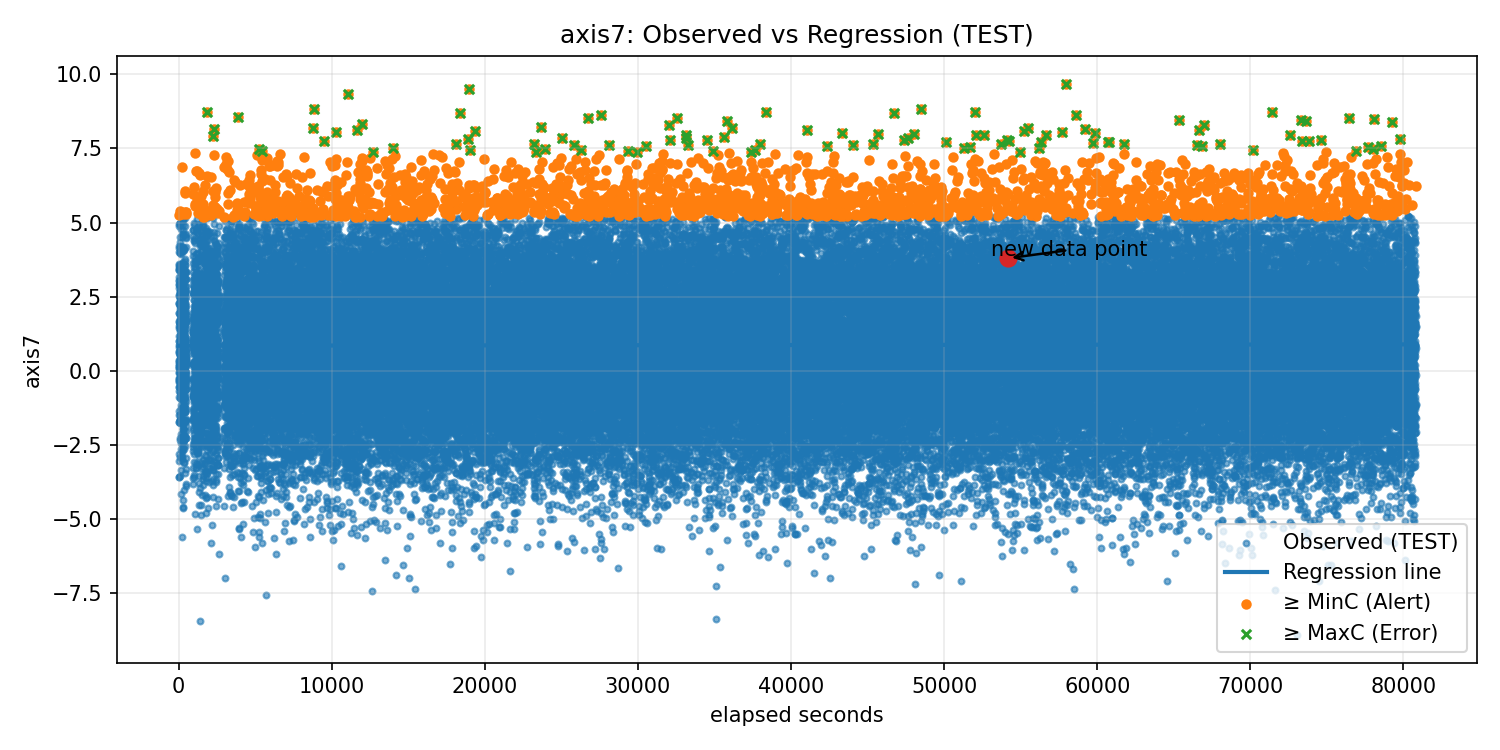 axis7: Observed vs Regression (TEST)
10.0
7.5
5.0
2.5
0.0
−2.5
−5.0
−7.5
axis7
new data point
Observed (TEST)
Regression line
≥ MinC (Alert)
≥ MaxC (Error)
0 10000 20000 30000 40000 50000 60000 70000 80000
elapsed seconds